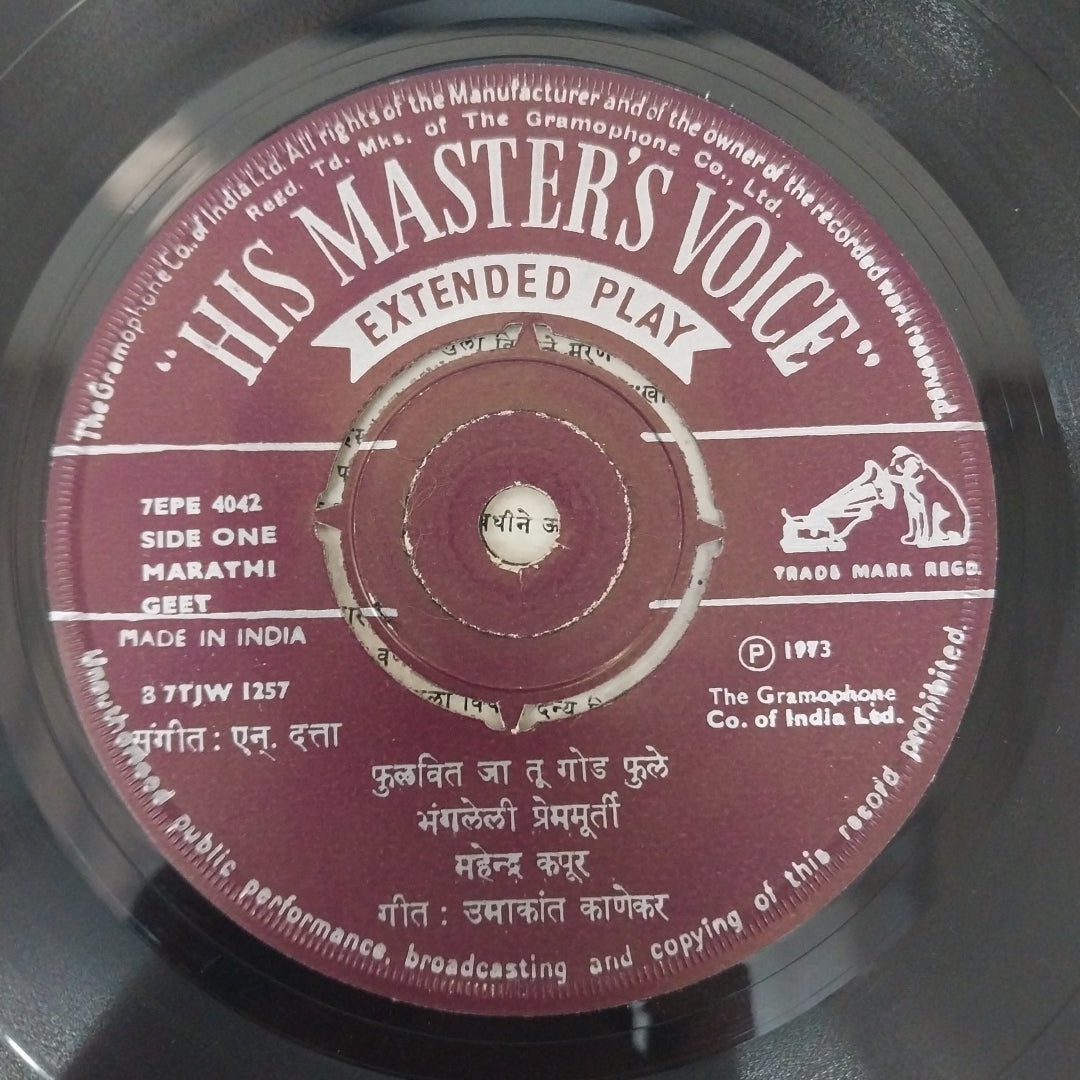 The Gramophone Co. of India Ltd. All rights of the Manufacturer and of the owner of the recorded work reserved.
Regd. Td. Mks. of The Gramophone Co., Ltd.
"HIS MASTER'S VOICE"
EXTENDED PLAY
7EPE 4042
SIDE ONE
MARATHI
GEET
MADE IN INDIA
TRADE MARK REGD.
Ⓟ 1973
The Gramophone
Co. of India Ltd.
7TJW 1257
संगीत : एन्. दत्ता
फुलवित जा तू गोड फुले
भंगलेली प्रेममूर्ती
महेन्द्र कपूर
गीत : उमाकांत काणेकर
Unauthorised public performance, broadcasting and copying of this record prohibited.